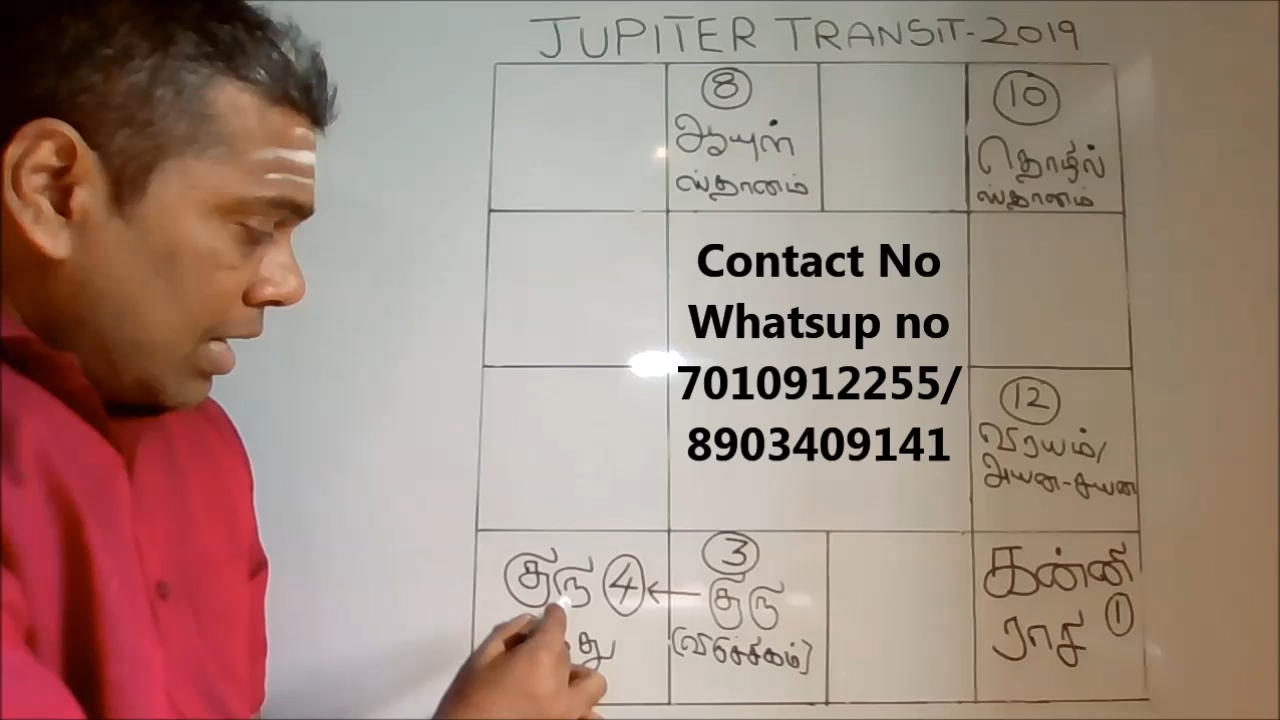 JUPITER TRANSIT-2019
8
ஆயுள்
ஸ்தானம்
10
தொழில்
ஸ்தானம்
Contact No
Whatsup no
7010912255/
8903409141
12
விரயம்/
அயன-சயன
குரு 4 ←
3
குரு
(விருச்சிகம்)
கன்னி
ராசி 1